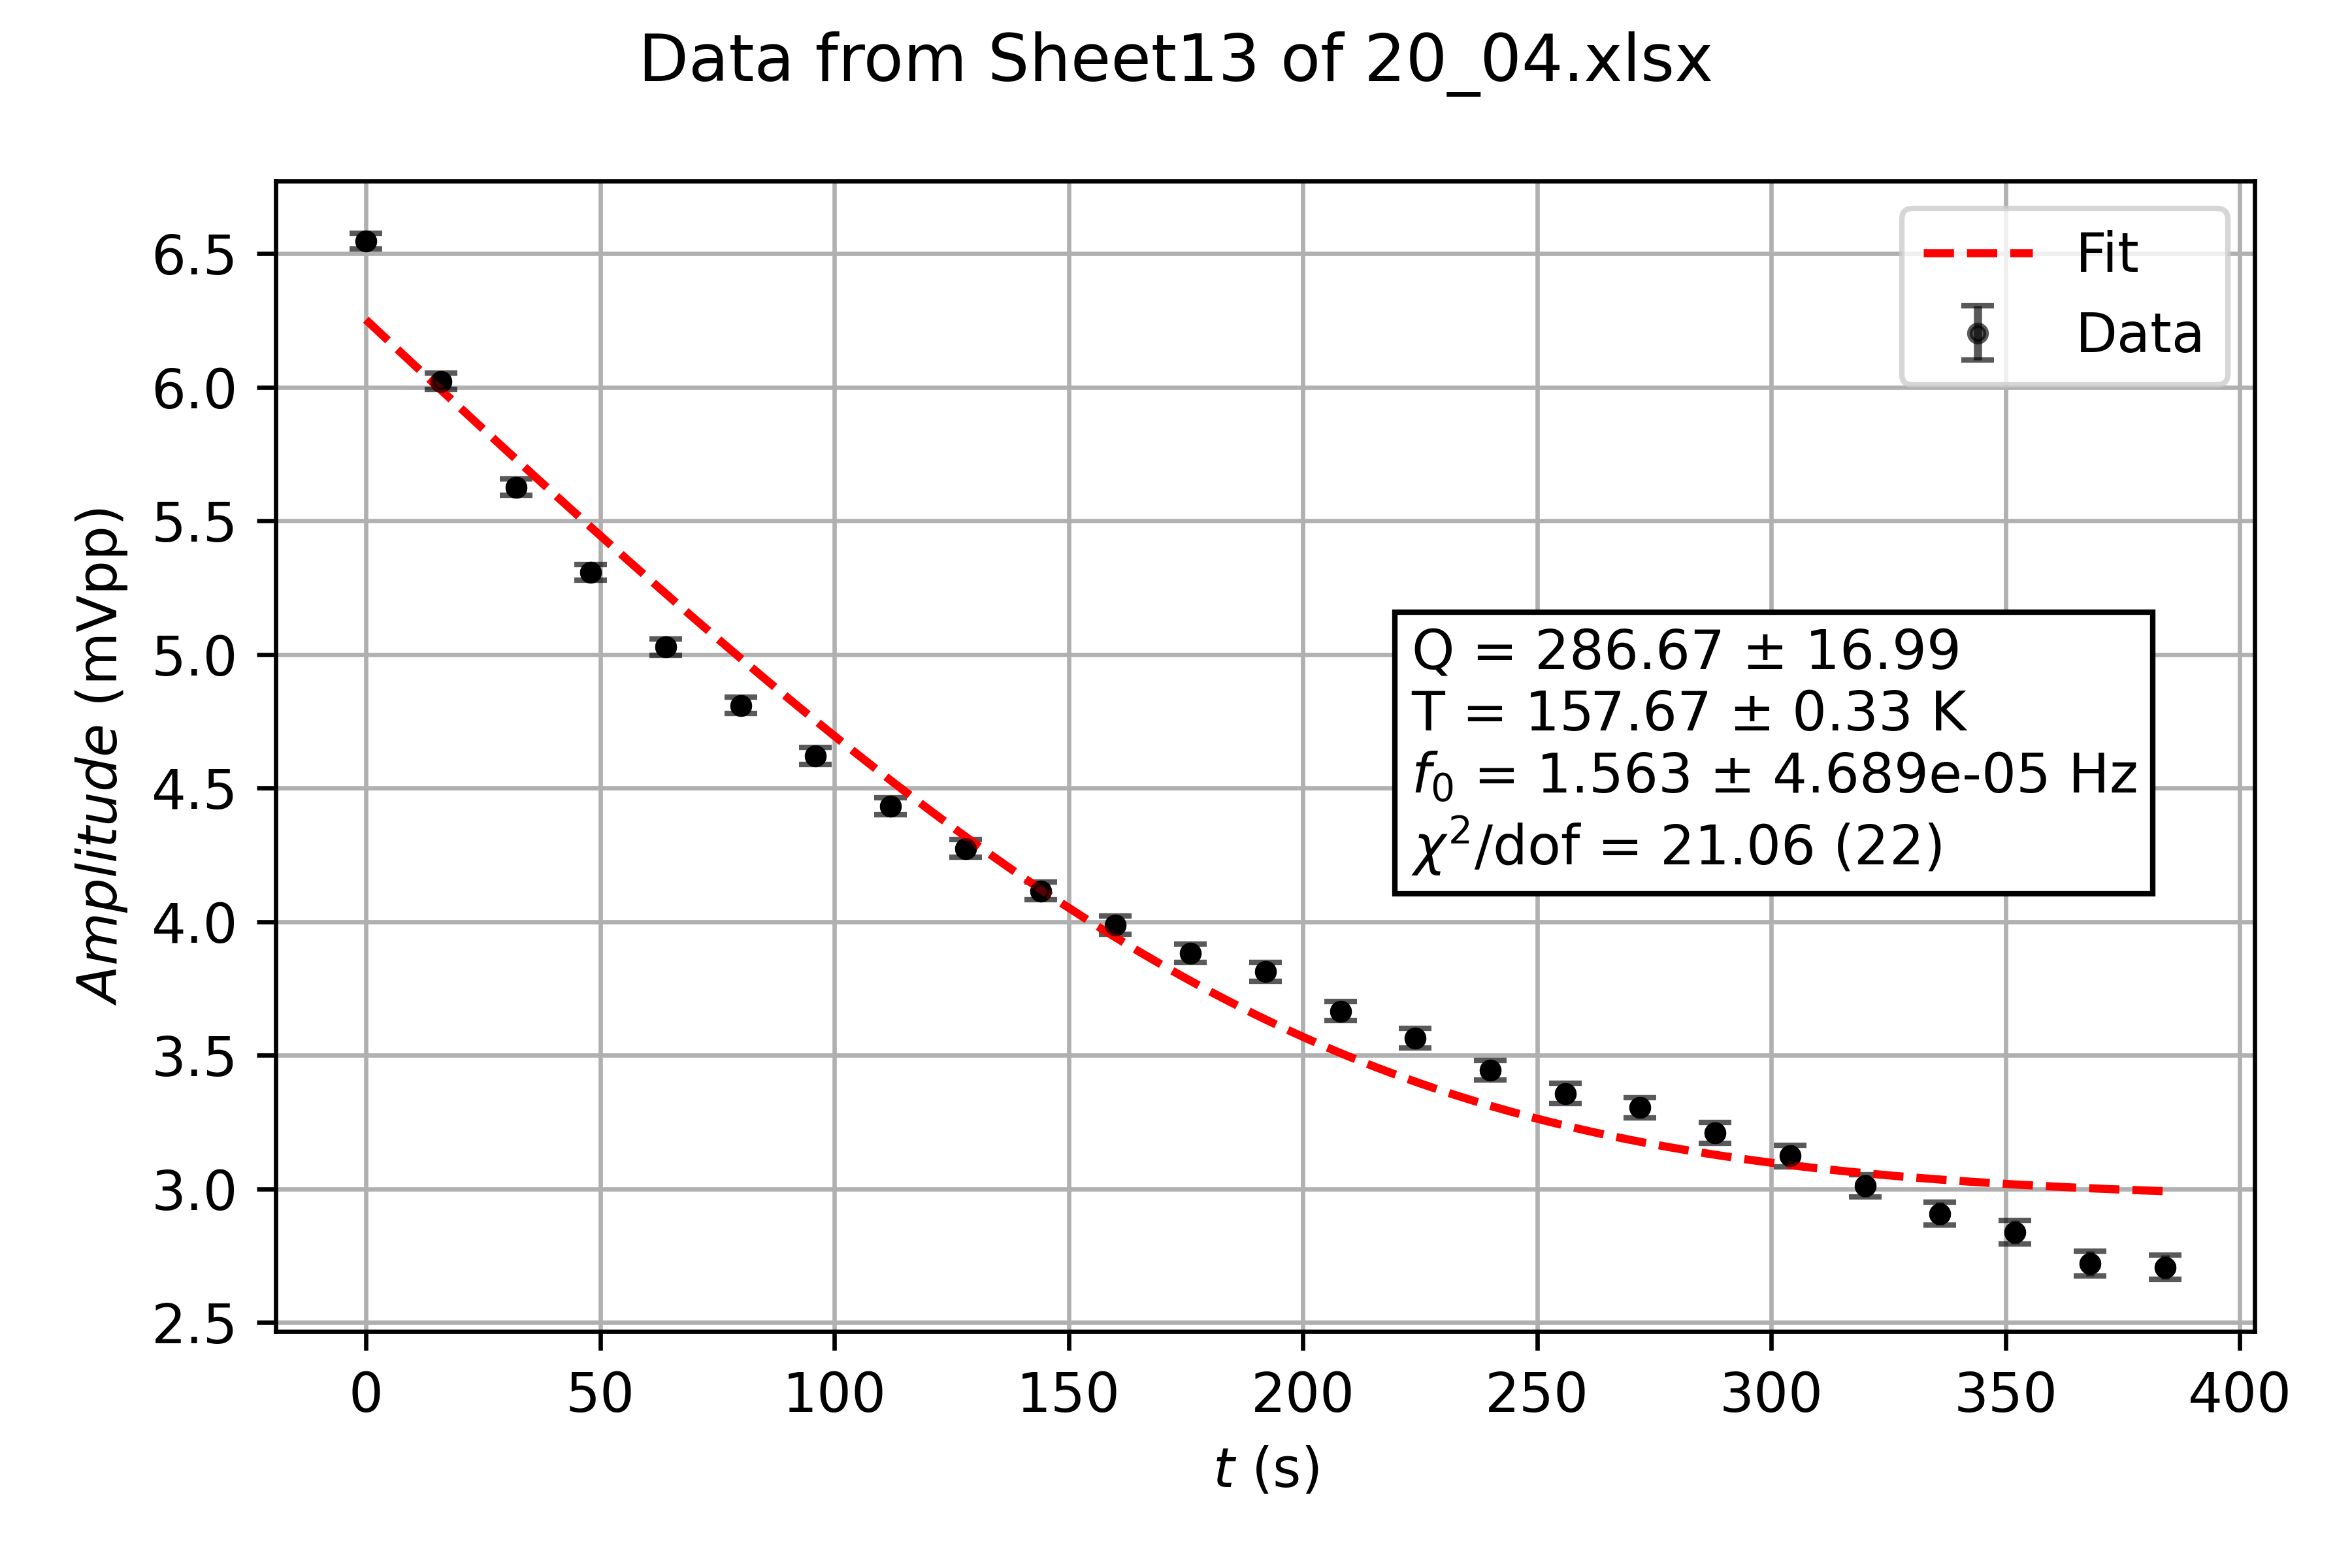 Data from Sheet13 of 20_04.xlsx
Fit
Data
Q = 286.67 ± 16.99
T = 157.67 ± 0.33 K
f₀ = 1.563 ± 4.689e-05 Hz
χ²/dof = 21.06 (22)
Amplitude (mVpp)
6.5
6.0
5.5
5.0
4.5
4.0
3.5
3.0
2.5
0 50 100 150 200 250 300 350 400
t (s)